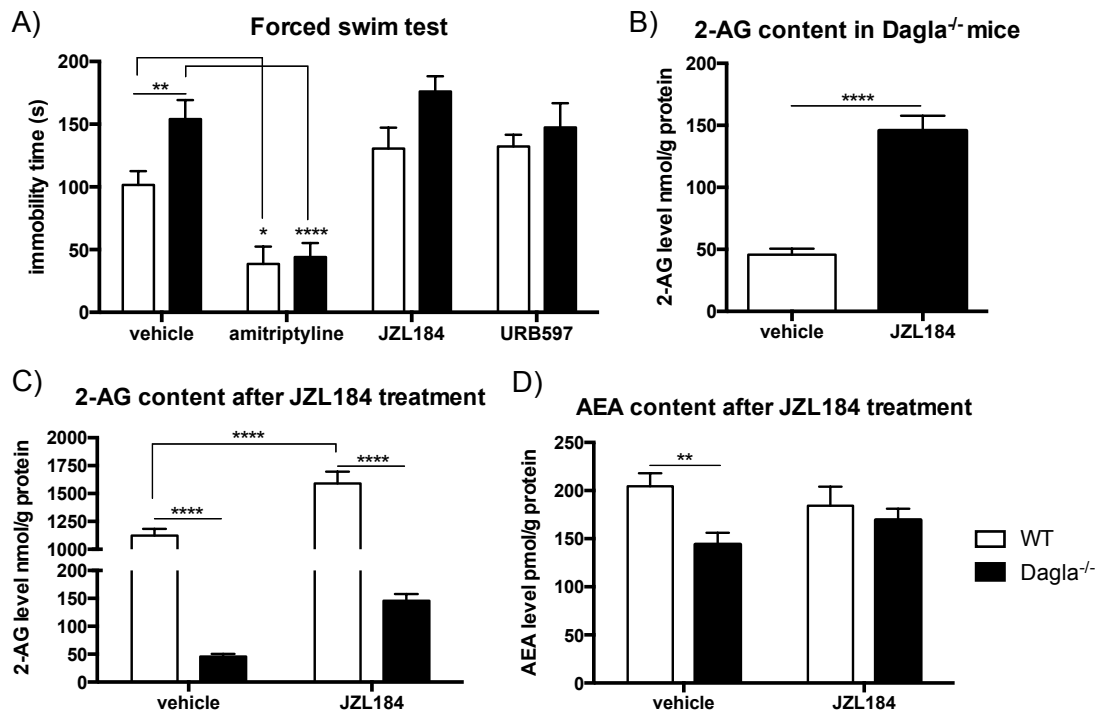 A)
Forced swim test
immobility time (s)
200
150
100
50
0
**
*
****
vehicle
amitriptyline
JZL184
URB597
B)
2-AG content in Dagla-/- mice
2-AG level nmol/g protein
200
150
100
50
0
****
vehicle
JZL184
C)
2-AG content after JZL184 treatment
2-AG level nmol/g protein
2000
1750
1500
1250
1000
200
150
100
50
0
****
****
****
vehicle
JZL184
D)
AEA content after JZL184 treatment
AEA level pmol/g protein
250
200
150
100
50
0
**
vehicle
JZL184
WT
Dagla-/-